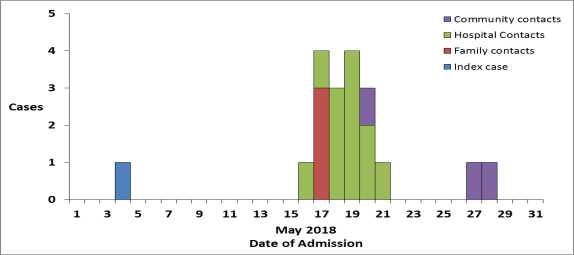 5
4
3
2
1
0
Cases
Community contacts
Hospital Contacts
Family contacts
Index case
1 3 5 7 9 11 13 15 17 19 21 23 25 27 29 31
May 2018
Date of Admission